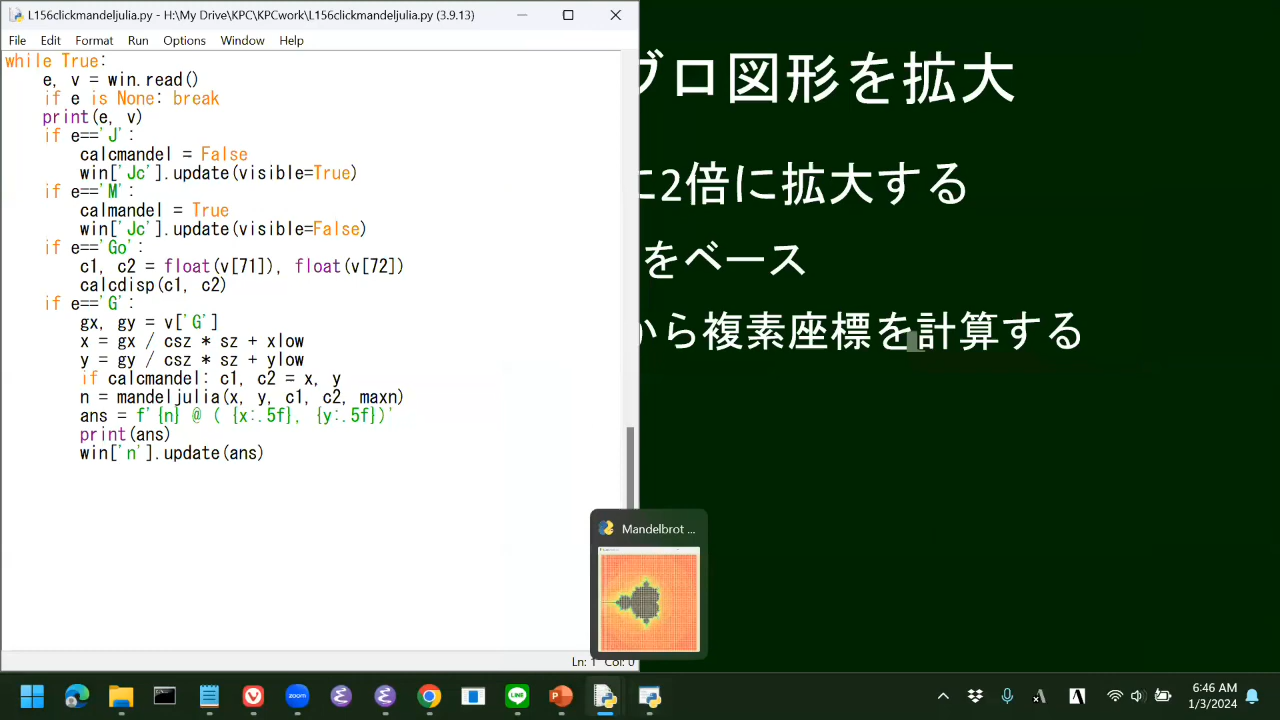 L156clickmandeljulia.py - H:\My Drive\KPC\KPCwork\L156clickmandeljulia.py (3.9.13)
File Edit Format Run Options Window Help
while True:
    e, v = win.read()
    if e is None: break
    print(e, v)
    if e=='J':
        calcmandel = False
        win['Jc'].update(visible=True)
    if e=='M':
        calmandel = True
        win['Jc'].update(visible=False)
    if e=='Go':
        c1, c2 = float(v[71]), float(v[72])
        calcdisp(c1, c2)
    if e=='G':
        gx, gy = v['G']
        x = gx / csz * sz + xlow
        y = gy / csz * sz + ylow
        if calcmandel: c1, c2 = x, y
        n = mandeljulia(x, y, c1, c2, maxn)
        ans = f'{n} @ ( {x:.5f}, {y:.5f})'
        print(ans)
        win['n'].update(ans)
Ln: 1 Col: 0
ブロ図形を拡大
に2倍に拡大する
をベース
から複素座標を計算する
Mandelbrot ...
zoom
LINE
A
6:46 AM
1/3/2024